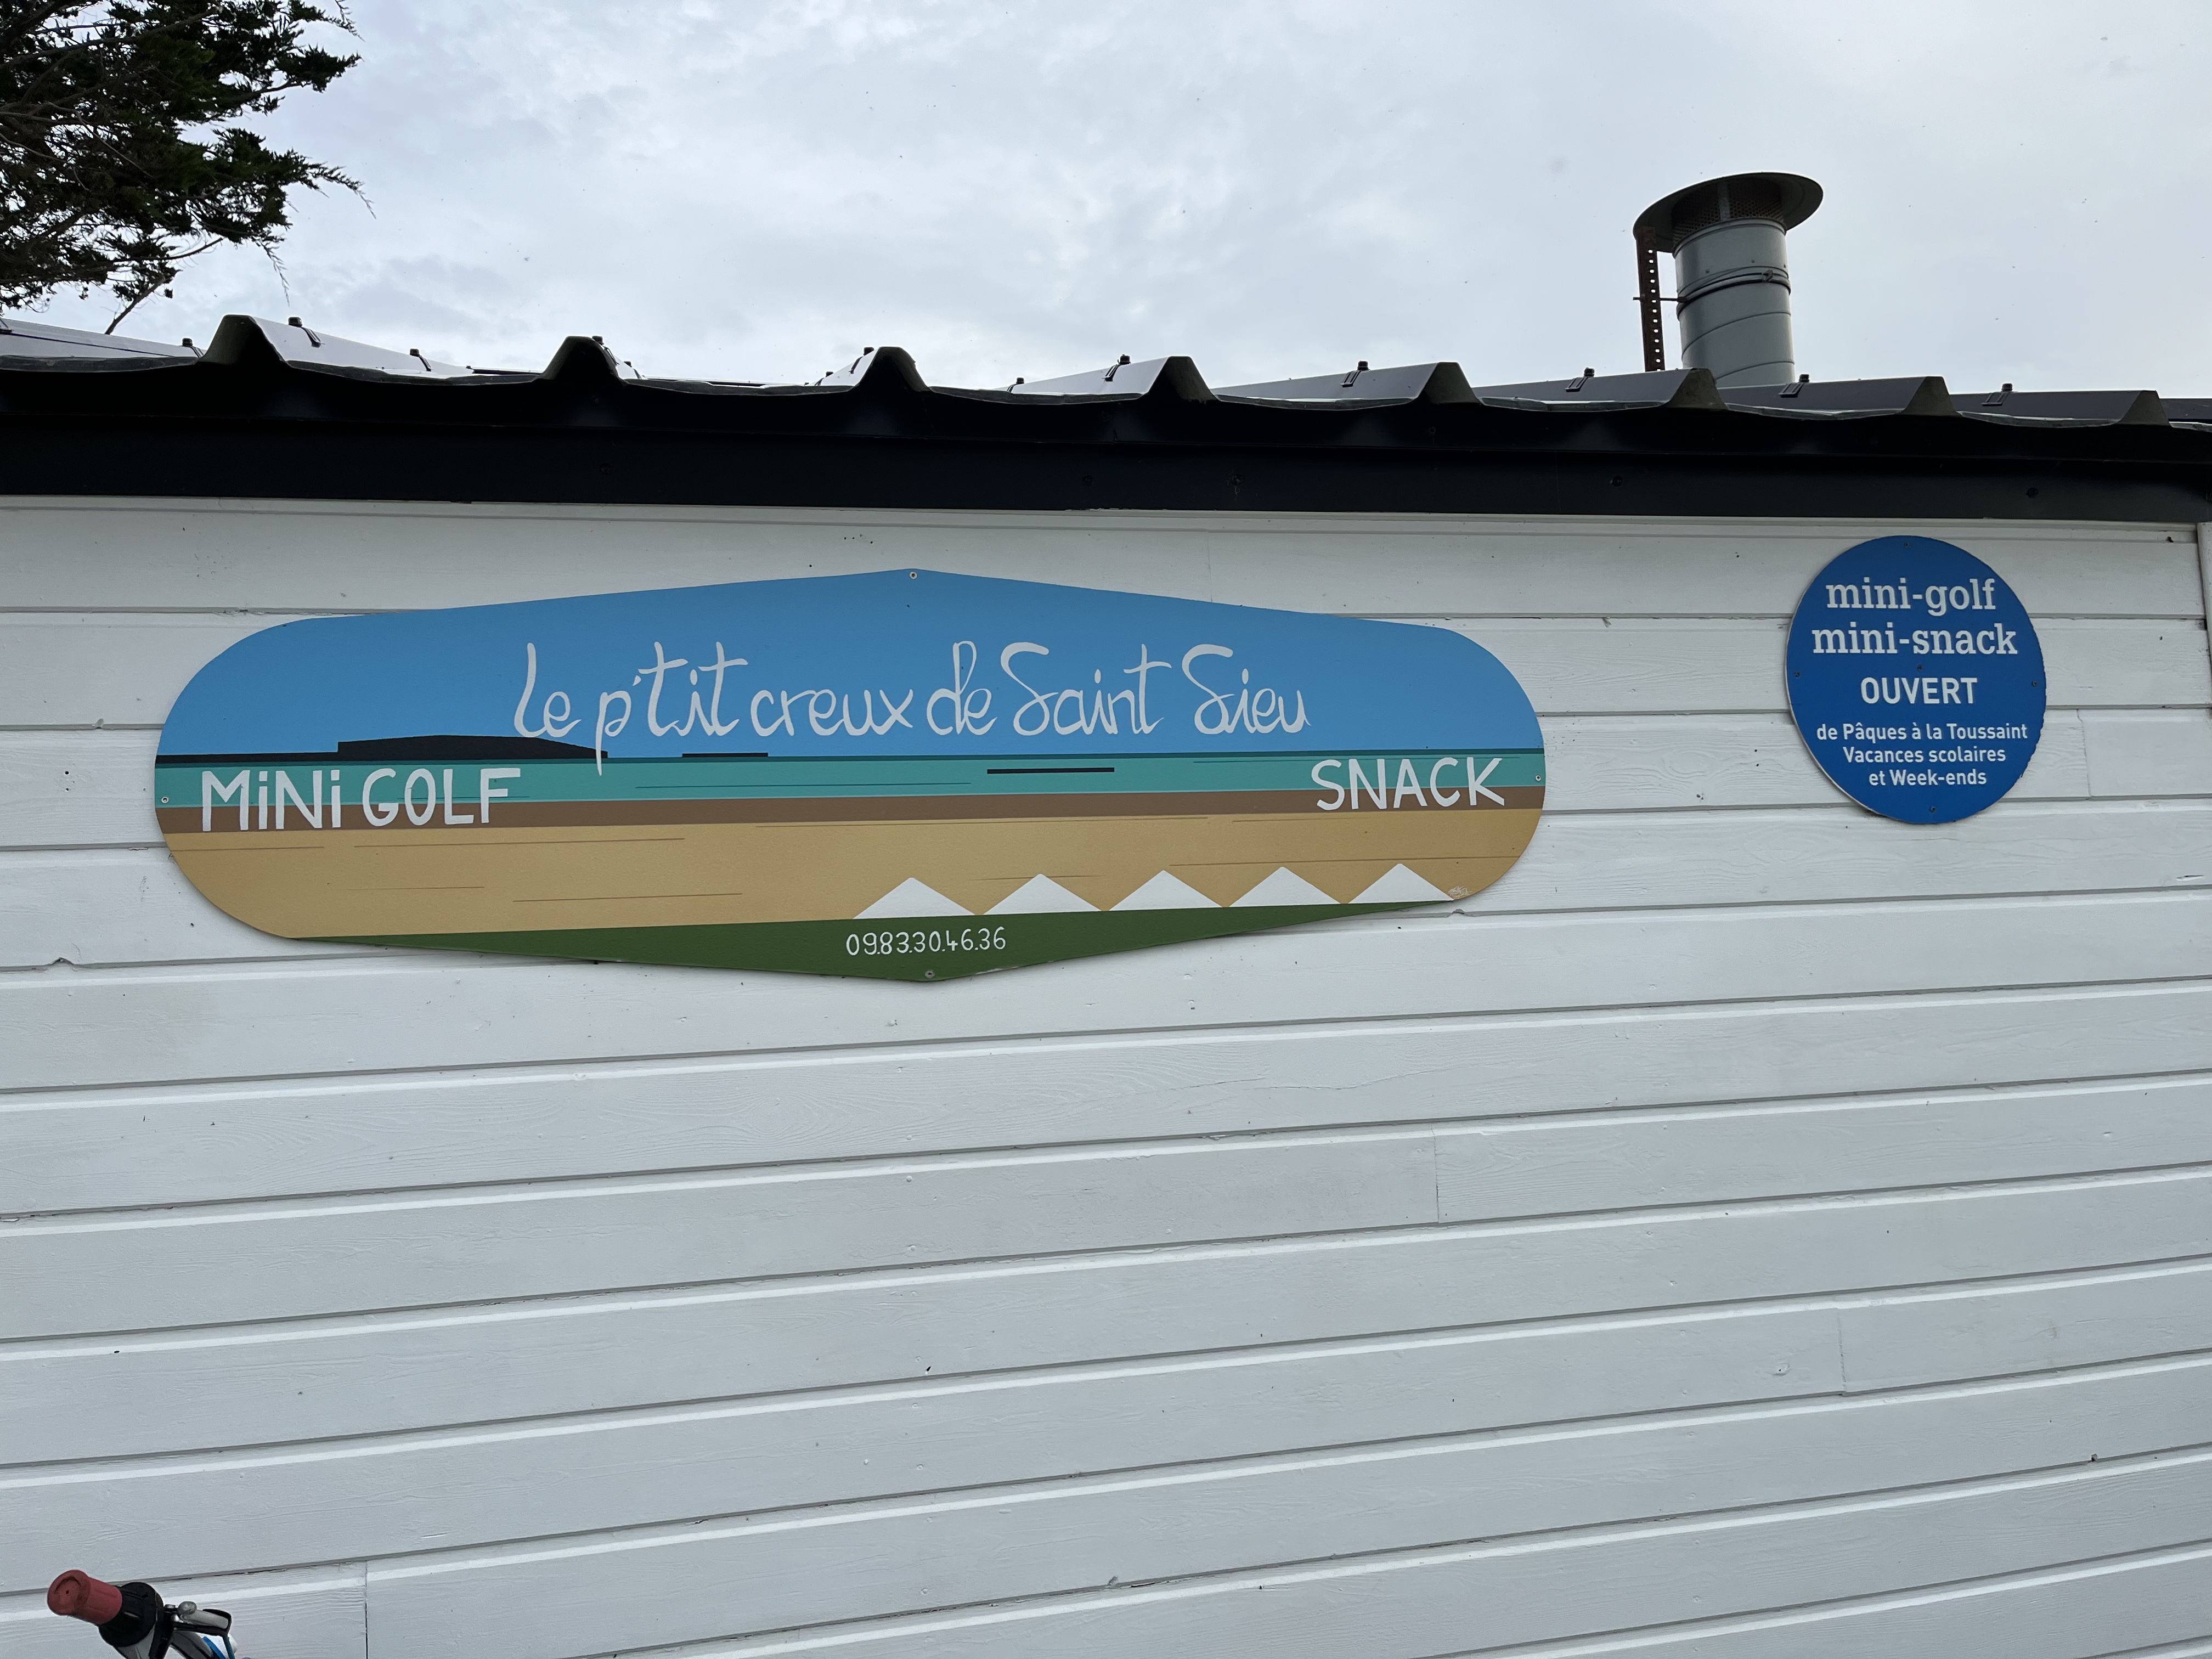 Le p'tit creux de Saint Sieu
MiNi GOLF
SNACK
09.83.30.46.36
mini-golf
mini-snack
OUVERT
de Pâques à la Toussaint
Vacances scolaires
et Week-ends